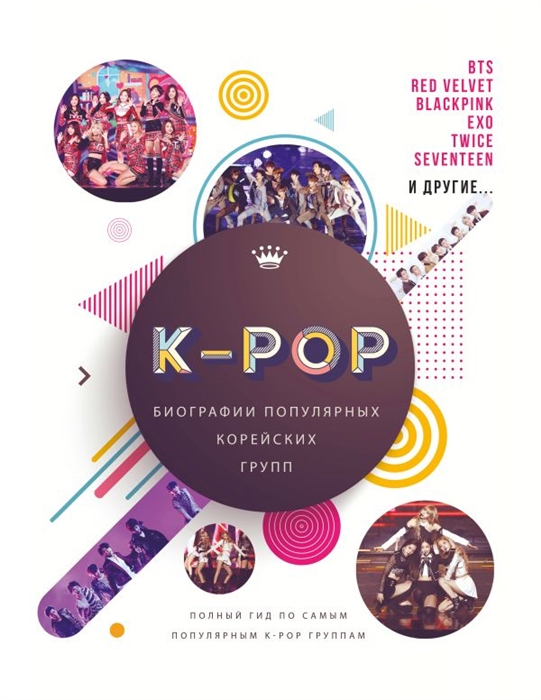 BTS
RED VELVET
BLACKPINK
EXO
TWICE
SEVENTEEN
И ДРУГИЕ...
K-POP
БИОГРАФИИ ПОПУЛЯРНЫХ
КОРЕЙСКИХ
ГРУПП
ПОЛНЫЙ ГИД ПО САМЫМ
ПОПУЛЯРНЫМ K-POP ГРУППАМ